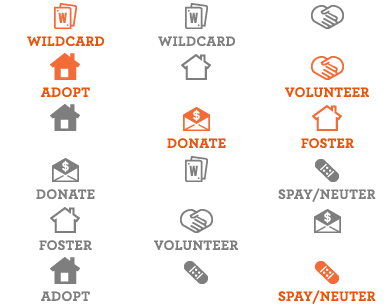 W W
WILDCARD WILDCARD
ADOPT VOLUNTEER
$
DONATE FOSTER
$ W
DONATE SPAY/NEUTER
$
FOSTER VOLUNTEER
ADOPT SPAY/NEUTER